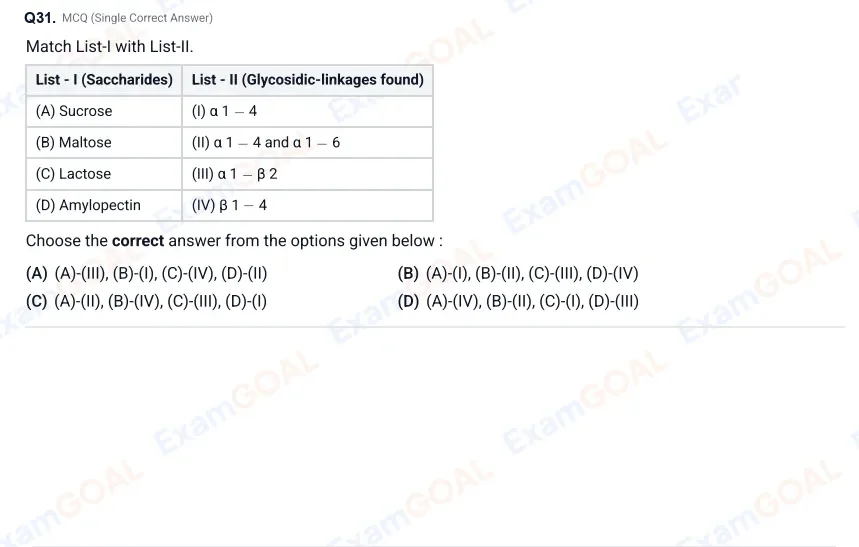 Q31. MCQ (Single Correct Answer)
Match List-I with List-II.
List - I (Saccharides) List - II (Glycosidic-linkages found)
(A) Sucrose (I) α 1 − 4
(B) Maltose (II) α 1 − 4 and α 1 − 6
(C) Lactose (III) α 1 − β 2
(D) Amylopectin (IV) β 1 − 4
Choose the correct answer from the options given below :
(A) (A)-(III), (B)-(I), (C)-(IV), (D)-(II) (B) (A)-(I), (B)-(II), (C)-(III), (D)-(IV)
(C) (A)-(II), (B)-(IV), (C)-(III), (D)-(I) (D) (A)-(IV), (B)-(II), (C)-(I), (D)-(III)
ExamGOAL